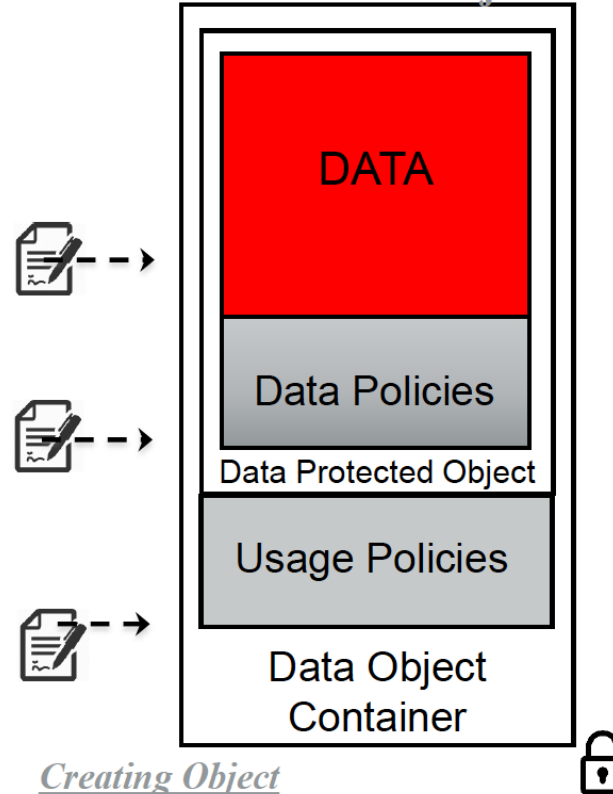 DATA
Data Policies
Data Protected Object
Usage Policies
Data Object
Container
Creating Object